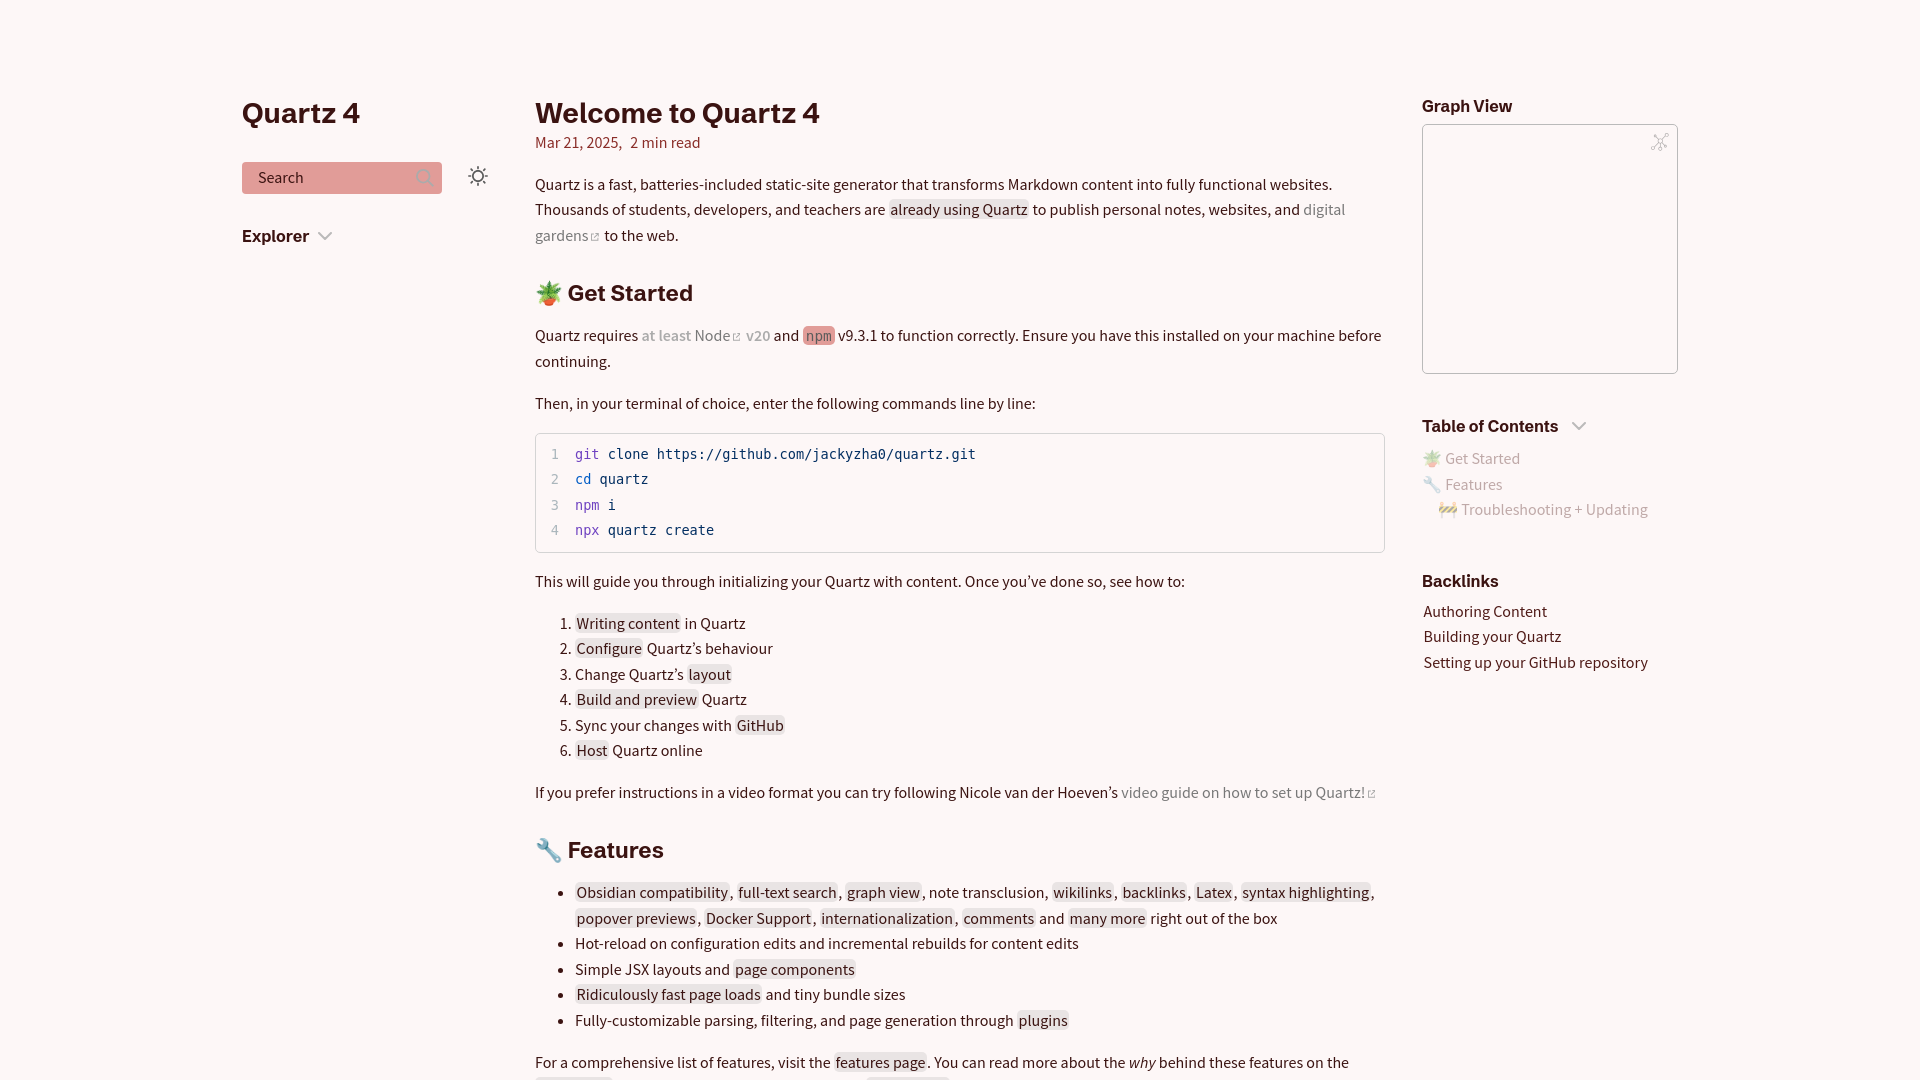 Quartz 4
Search
Explorer
Welcome to Quartz 4
Mar 21, 2025, 2 min read
Quartz is a fast, batteries-included static-site generator that transforms Markdown content into fully functional websites.
Thousands of students, developers, and teachers are already using Quartz to publish personal notes, websites, and digital
gardens to the web.
🪴 Get Started
Quartz requires at least Node v20 and npm v9.3.1 to function correctly. Ensure you have this installed on your machine before
continuing.
Then, in your terminal of choice, enter the following commands line by line:
1 git clone https://github.com/jackyzha0/quartz.git
2 cd quartz
3 npm i
4 npx quartz create
This will guide you through initializing your Quartz with content. Once you’ve done so, see how to:
1. Writing content in Quartz
2. Configure Quartz’s behaviour
3. Change Quartz’s layout
4. Build and preview Quartz
5. Sync your changes with GitHub
6. Host Quartz online
If you prefer instructions in a video format you can try following Nicole van der Hoeven’s video guide on how to set up Quartz!
🔧 Features
• Obsidian compatibility, full-text search, graph view, note transclusion, wikilinks, backlinks, Latex, syntax highlighting,
popover previews, Docker Support, internationalization, comments and many more right out of the box
• Hot-reload on configuration edits and incremental rebuilds for content edits
• Simple JSX layouts and page components
• Ridiculously fast page loads and tiny bundle sizes
• Fully-customizable parsing, filtering, and page generation through plugins
For a comprehensive list of features, visit the features page. You can read more about the why behind these features on the
Graph View
Table of Contents
🪴 Get Started
🔧 Features
🚧 Troubleshooting + Updating
Backlinks
Authoring Content
Building your Quartz
Setting up your GitHub repository